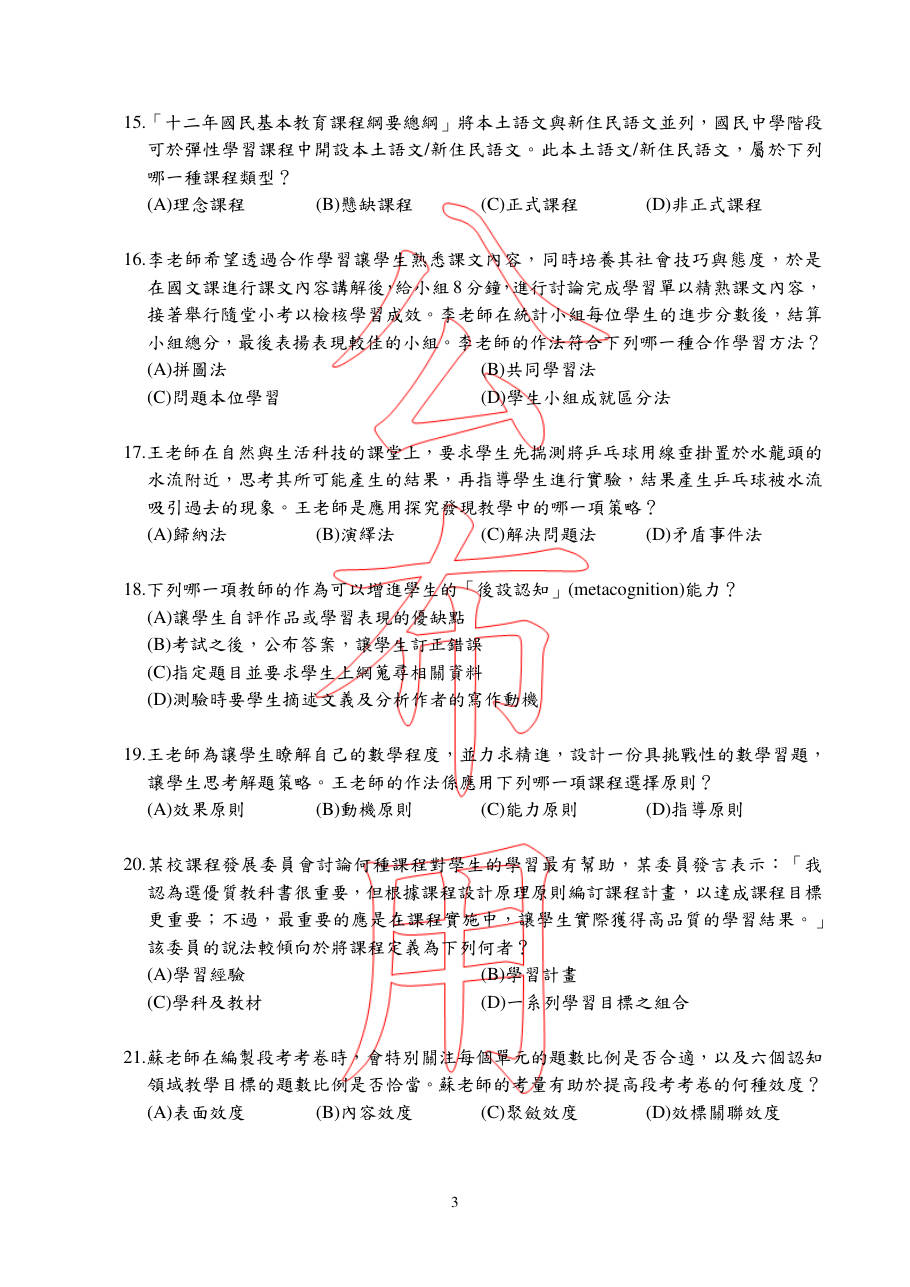 15.「十二年國民基本教育課程綱要總綱」將本土語文與新住民語文並列，國民中學階段
可於彈性學習課程中開設本土語文/新住民語文。此本土語文/新住民語文，屬於下列
哪一種課程類型？
(A)理念課程 (B)懸缺課程 (C)正式課程 (D)非正式課程
16.李老師希望透過合作學習讓學生熟悉課文內容，同時培養其社會技巧與態度，於是
在國文課進行課文內容講解後，給小組 8 分鐘，進行討論完成學習單以精熟課文內容，
接著舉行隨堂小考以檢核學習成效。李老師在統計小組每位學生的進步分數後，結算
小組總分，最後表揚表現較佳的小組。李老師的作法符合下列哪一種合作學習方法？
(A)拼圖法 (B)共同學習法
(C)問題本位學習 (D)學生小組成就區分法
17.王老師在自然與生活科技的課堂上，要求學生先揣測將乒乓球用線垂掛置於水龍頭的
水流附近，思考其所可能產生的結果，再指導學生進行實驗，結果產生乒乓球被水流
吸引過去的現象。王老師是應用探究發現教學中的哪一項策略？
(A)歸納法 (B)演繹法 (C)解決問題法 (D)矛盾事件法
18.下列哪一項教師的作為可以增進學生的「後設認知」(metacognition)能力？
(A)讓學生自評作品或學習表現的優缺點
(B)考試之後，公布答案，讓學生訂正錯誤
(C)指定題目並要求學生上網蒐尋相關資料
(D)測驗時要學生摘述文義及分析作者的寫作動機
19.王老師為讓學生瞭解自己的數學程度，並力求精進，設計一份具挑戰性的數學習題，
讓學生思考解題策略。王老師的作法係應用下列哪一項課程選擇原則？
(A)效果原則 (B)動機原則 (C)能力原則 (D)指導原則
20.某校課程發展委員會討論何種課程對學生的學習最有幫助，某委員發言表示：「我
認為選優質教科書很重要，但根據課程設計原理原則編訂課程計畫，以達成課程目標
更重要；不過，最重要的應是在課程實施中，讓學生實際獲得高品質的學習結果。」
該委員的說法較傾向於將課程定義為下列何者？
(A)學習經驗 (B)學習計畫
(C)學科及教材 (D)一系列學習目標之組合
21.蘇老師在編製段考考卷時，會特別關注每個單元的題數比例是否合適，以及六個認知
領域教學目標的題數比例是否恰當。蘇老師的考量有助於提高段考考卷的何種效度？
(A)表面效度 (B)內容效度 (C)聚斂效度 (D)效標關聯效度
3
公布用